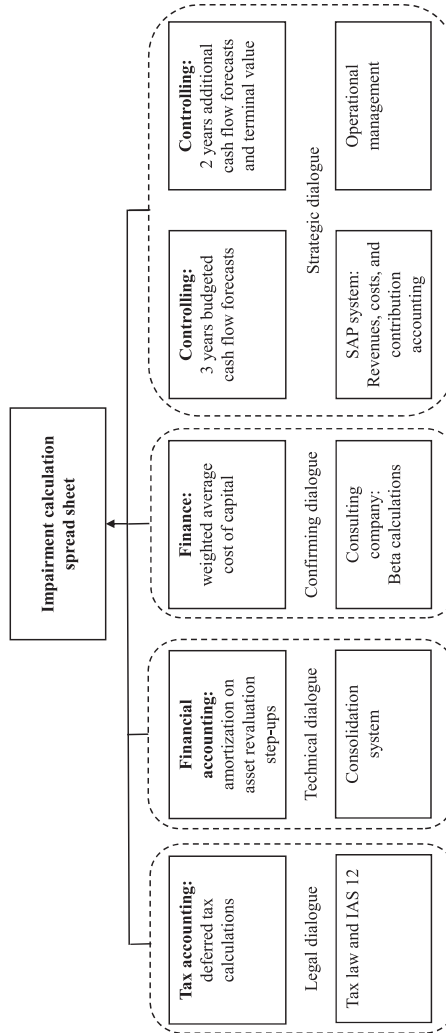 Impairment calculation
spread sheet
Tax accounting:
deferred tax
calculations
Legal dialogue
Tax law and IAS 12
Financial
accounting:
amortization on
asset revaluation
step-ups
Technical dialogue
Consolidation
system
Finance:
weighted average
cost of capital
Confirming dialogue
Consulting
company:
Beta calculations
Controlling:
3 years budgeted
cash flow forecasts
Controlling:
2 years additional
cash flow forecasts
and terminal value
Strategic dialogue
SAP system:
Revenues, costs, and
contribution
accounting
Operational
management